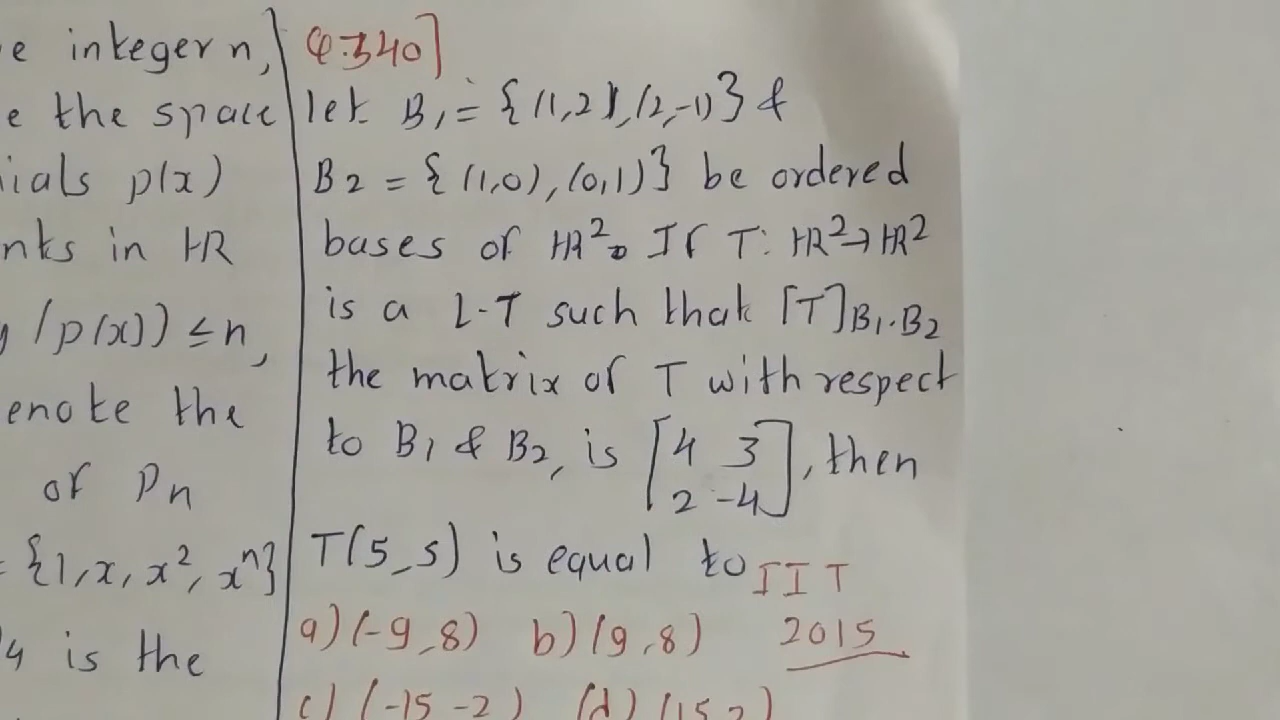 e integer n,
e the space
ials p(x)
nks in IR
(p(x)) ≤ n,
enote the
of Pn
= {1, x, x², xⁿ}
4 is the
Q.340]
let B₁ = {(1,2), (2,-1)} &
B2 = {(1,0), (0,1)} be ordered
bases of IR². If T: IR²→IR²
is a L-T such that [T]B₁.B₂
the matrix of T with respect
to B₁ & B₂, is [4 3
2 -4], then
T(5,5) is equal to IIT
a) (-9,8) b) (9,8) 2015
c) (-15 -2) (d) (15 2)